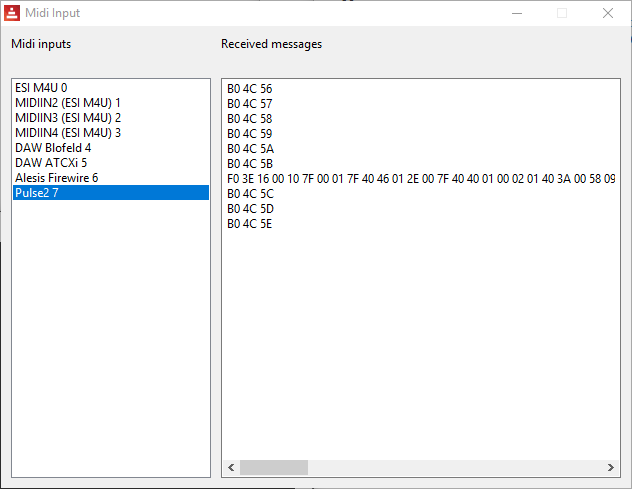 Midi Input
Midi inputs
Received messages
ESI M4U 0
MIDIIN2 (ESI M4U) 1
MIDIIN3 (ESI M4U) 2
MIDIIN4 (ESI M4U) 3
DAW Blofeld 4
DAW ATCXi 5
Alesis Firewire 6
Pulse2 7
B0 4C 56
B0 4C 57
B0 4C 58
B0 4C 59
B0 4C 5A
B0 4C 5B
F0 3E 16 00 10 7F 00 01 7F 40 46 01 2E 00 7F 40 40 01 00 02 01 40 3A 00 58 09
B0 4C 5C
B0 4C 5D
B0 4C 5E